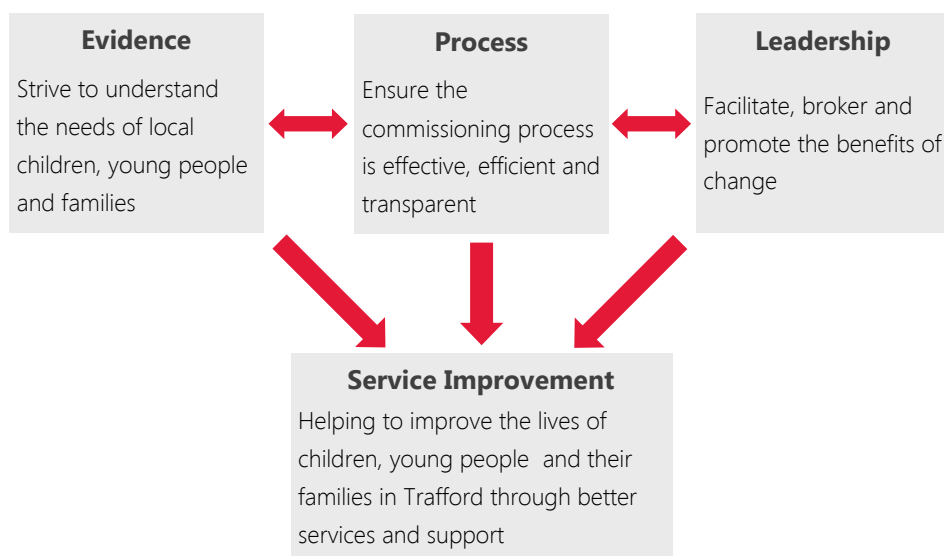 Evidence
Strive to understand
the needs of local
children, young people
and families
Process
Ensure the
commissioning process
is effective, efficient and
transparent
Leadership
Facilitate, broker and
promote the benefits of
change
Service Improvement
Helping to improve the lives of
children, young people  and their
families in Trafford through better
services and support